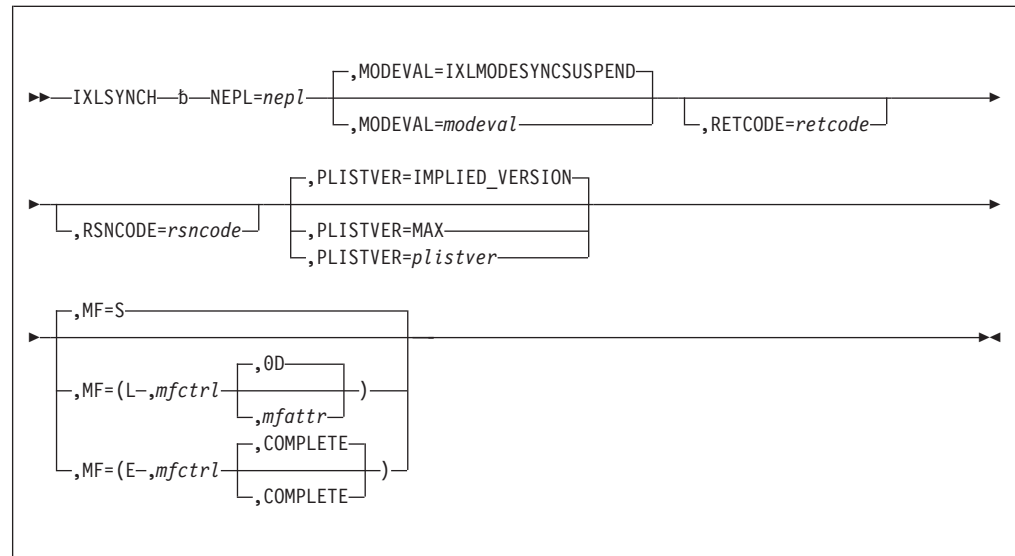 ,MODEVAL=IXLMODESYNCSUSPEND
IXLSYNCH ƀ NEPL=nepl
,MODEVAL=modeval
,RETCODE=retcode
,PLISTVER=IMPLIED_VERSION
,RSNCODE=rsncode
,PLISTVER=MAX
,PLISTVER=plistver
,MF=S
,0D
,MF=(L ,mfctrl )
,mfattr
,COMPLETE
,MF=(E ,mfctrl )
,COMPLETE